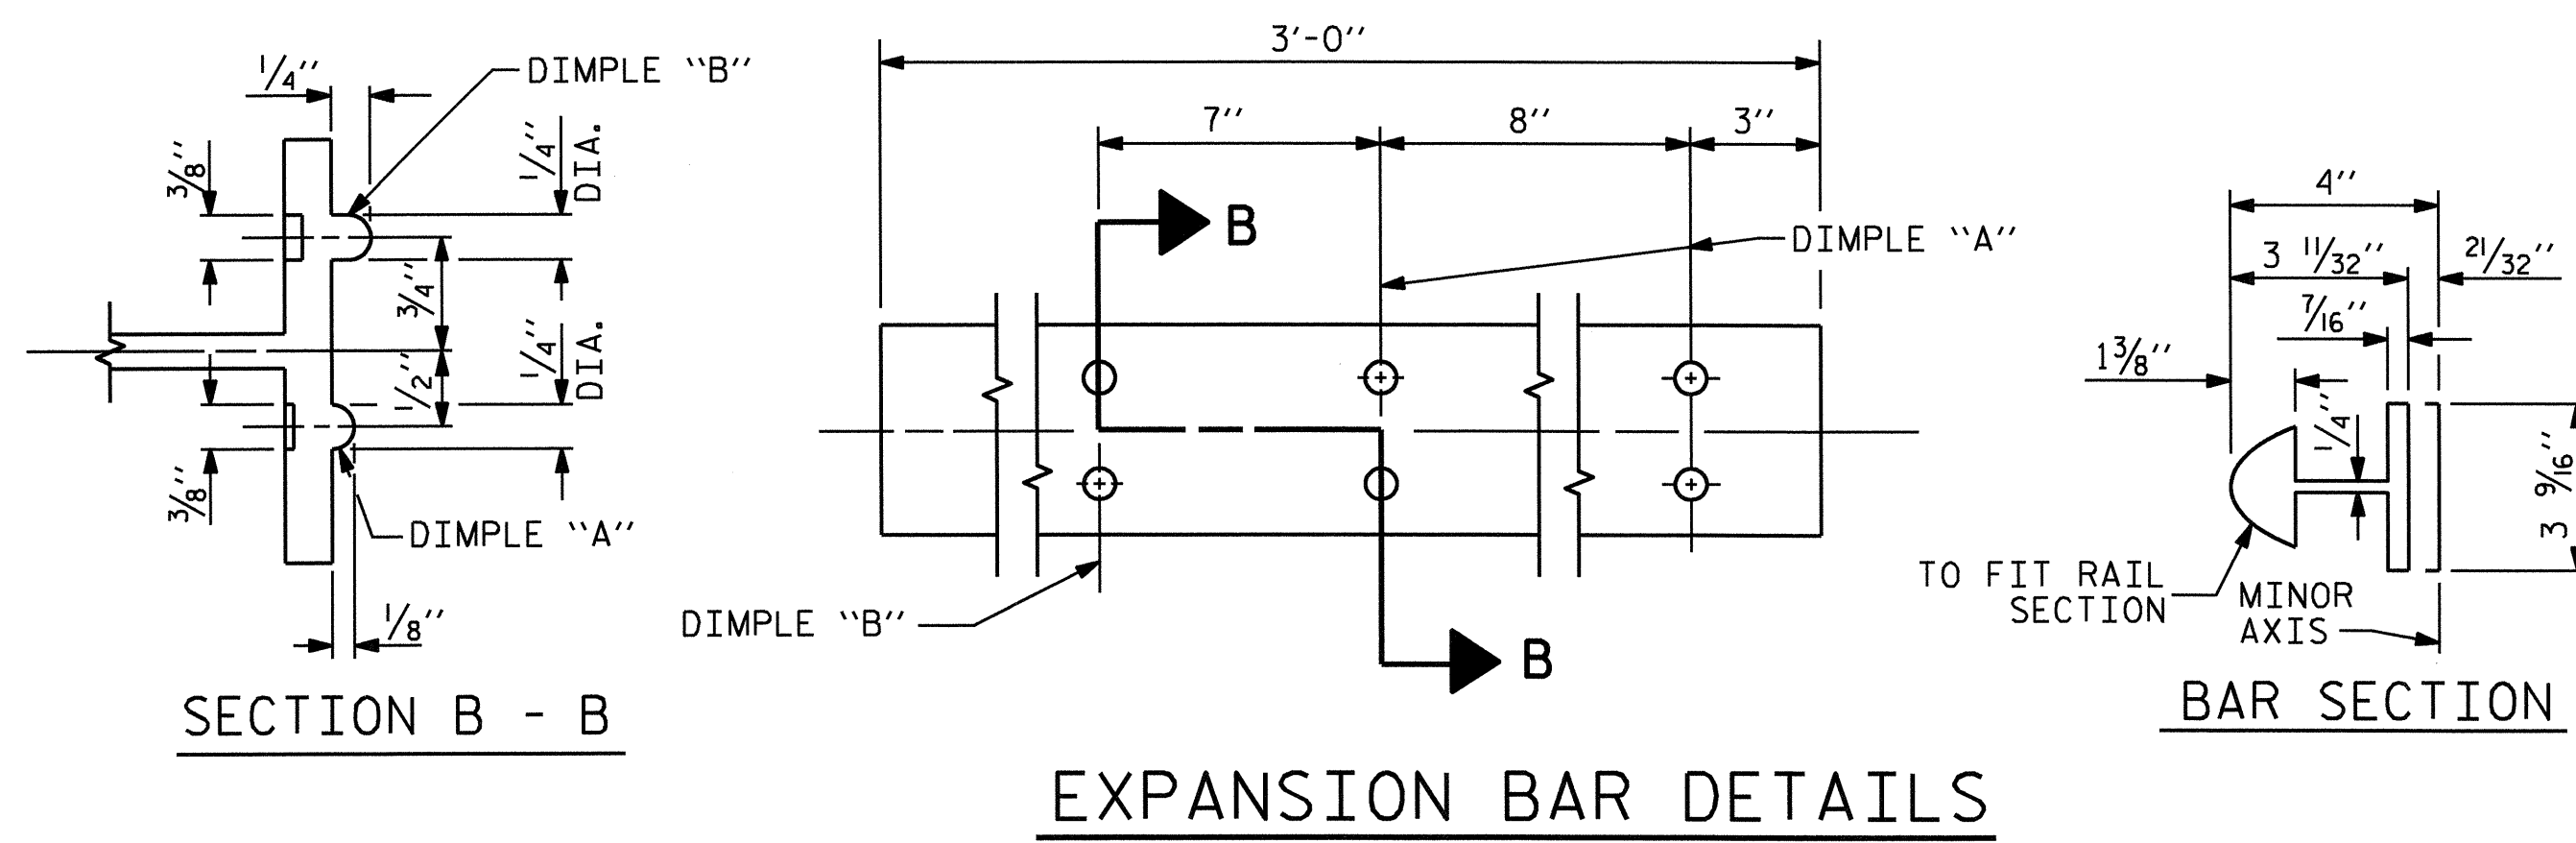 1/4"
DIMPLE "B"
3/8"
1/4"
DIA.
3/4"
1/2"
1/4"
DIA.
3/8"
DIMPLE "A"
1/8"
SECTION B - B
3'-0"
7"
8"
3"
B
DIMPLE "A"
DIMPLE "B"
B
4"
3 11/32"
21/32"
7/16"
1 3/8"
1/4"
3 9/16"
TO FIT RAIL
SECTION
MINOR
AXIS
BAR SECTION
EXPANSION BAR DETAILS